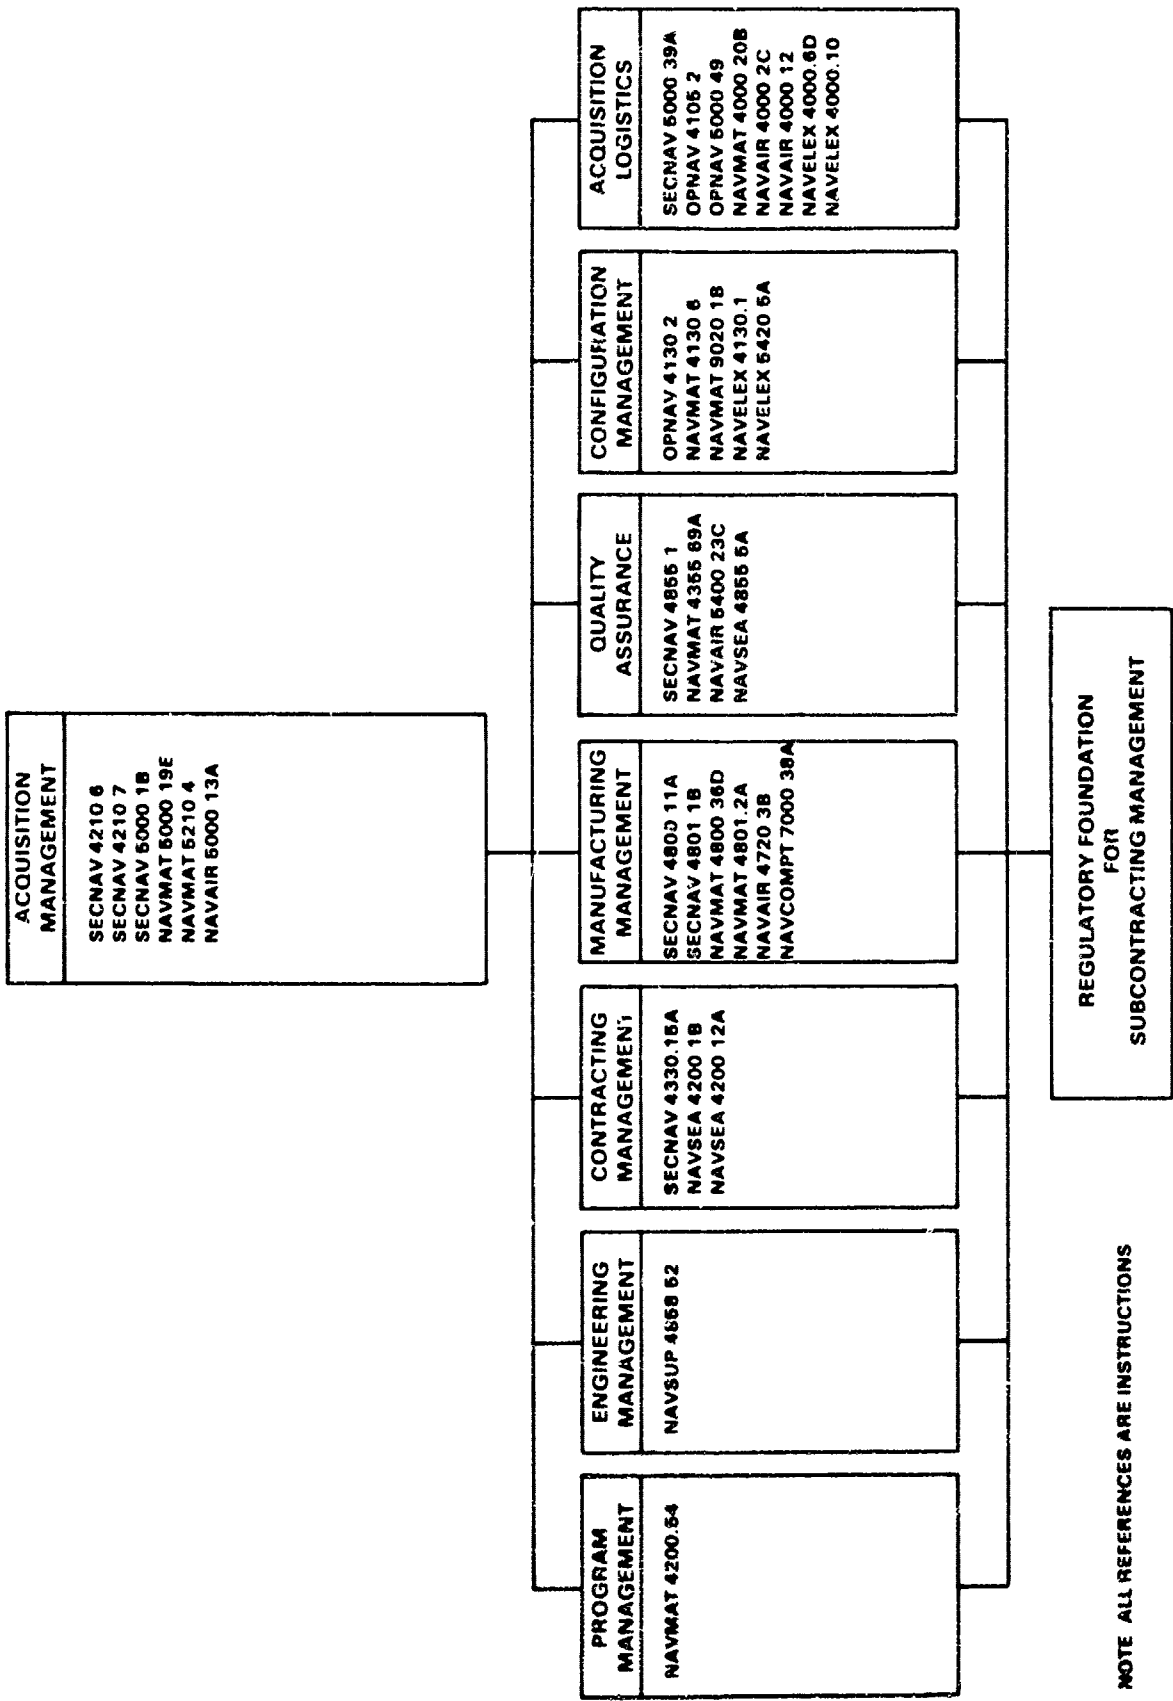 ACQUISITION
MANAGEMENT
SECNAV 4210 6
SECNAV 4210 7
SECNAV 5000 1B
NAVMAT 5000 19E
NAVMAT 5210 4
NAVAIR 5000 13A
PROGRAM
MANAGEMENT
NAVMAT 4200.54
ENGINEERING
MANAGEMENT
NAVSUP 4858 52
CONTRACTING
MANAGEMENT
SECNAV 4330.15A
NAVSEA 4200 1B
NAVSEA 4200 12A
MANUFACTURING
MANAGEMENT
SECNAV 4800 11A
SECNAV 4801 1B
NAVMAT 4800 36D
NAVMAT 4801.2A
NAVAIR 4720 3B
NAVCOMPT 7000 38A
QUALITY
ASSURANCE
SECNAV 4855 1
NAVMAT 4355 69A
NAVAIR 5400 23C
NAVSEA 4855 5A
CONFIGURATION
MANAGEMENT
OPNAV 4130 2
NAVMAT 4130 6
NAVMAT 9020 1B
NAVELEX 4130.1
NAVELEX 5420 5A
ACQUISITION
LOGISTICS
SECNAV 5000 39A
OPNAV 4105 2
OPNAV 5000 49
NAVMAT 4000 20B
NAVAIR 4000 2C
NAVAIR 4000 12
NAVELEX 4000.6D
NAVELEX 4000.10
REGULATORY FOUNDATION
FOR
SUBCONTRACTING MANAGEMENT
NOTE ALL REFERENCES ARE INSTRUCTIONS